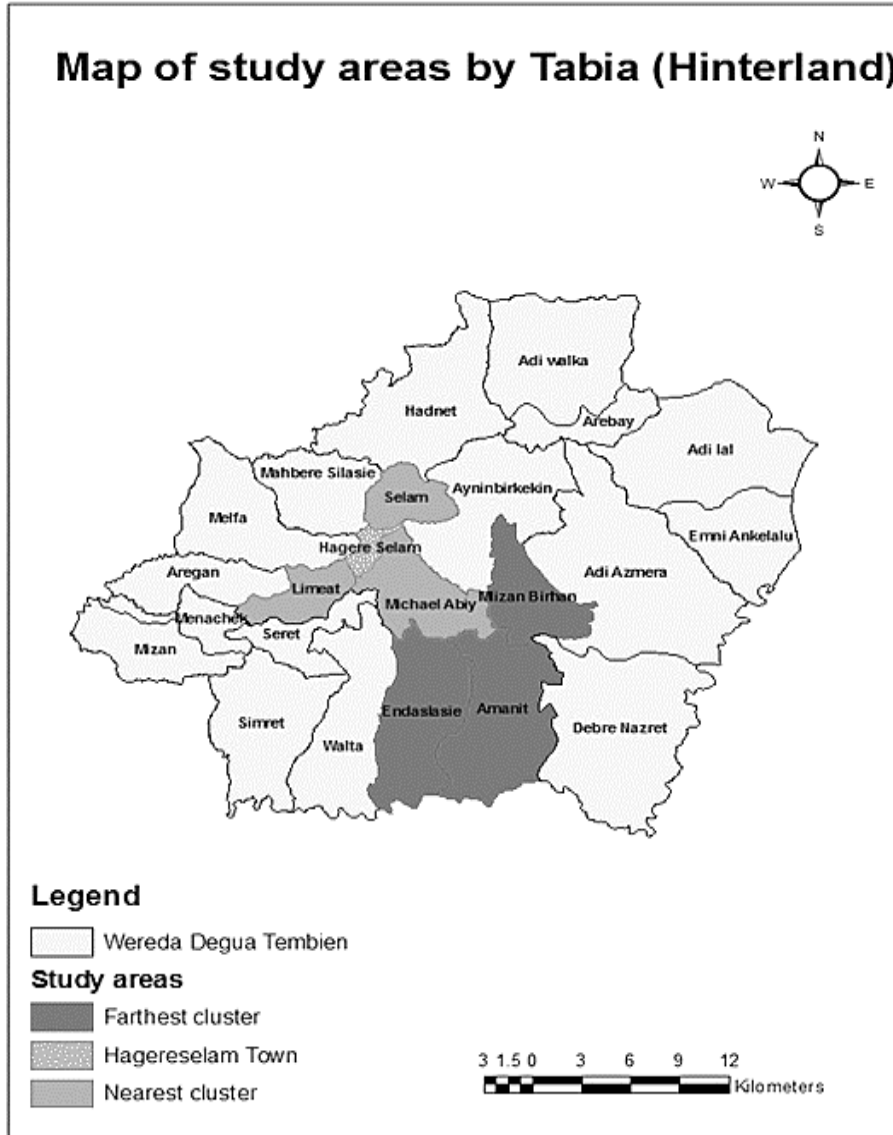 Map of study areas by Tabia (Hinterland)
N
W E
S
Adi walka
Hadnet
Arebay
Adi lal
Mahbere Silasie
Ayninbirkekin
Selam
Melfa
Emni Ankelalu
Hagere Selam
Adi Azmera
Aregan
Limeat
Michael Abiy
Mizan Birhan
Menachek
Seret
Mizan
Endaslasie
Amanit
Simret
Debre Nazret
Walta
Legend
Wereda Degua Tembien
Study areas
Farthest cluster
Hagereselam Town
Nearest cluster
3 1.5 0 3 6 9 12
Kilometers